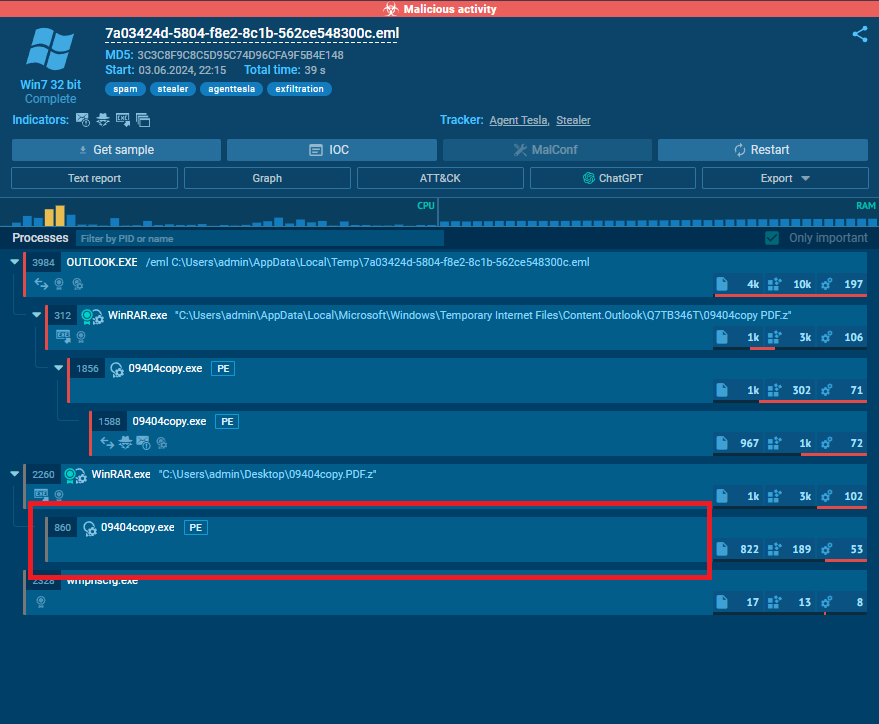 Malicious activity
7a03424d-5804-f8e2-8c1b-562ce548300c.eml
MD5: 3C3C8F9C8C5D95C74D96CFA9F5B4E148
Start: 03.06.2024, 22:15 Total time: 39 s
Win7 32 bit
Complete
spam stealer agenttesla exfiltration
Indicators:
Tracker: Agent Tesla, Stealer
Get sample IOC MalConf Restart
Text report Graph ATT&CK ChatGPT Export
CPU RAM
Processes Filter by PID or name Only important
3984 OUTLOOK.EXE /eml C:\Users\admin\AppData\Local\Temp\7a03424d-5804-f8e2-8c1b-562ce548300c.eml
4k 10k 197
312 WinRAR.exe "C:\Users\admin\AppData\Local\Microsoft\Windows\Temporary Internet Files\Content.Outlook\Q7TB346T\09404copy PDF.z"
EXE
1k 3k 106
1856 09404copy.exe PE
1k 302 71
1588 09404copy.exe PE
967 1k 72
2260 WinRAR.exe "C:\Users\admin\Desktop\09404copy.PDF.z"
EXE
1k 3k 102
860 09404copy.exe PE
822 189 53
2328 wmpnscfg.exe
17 13 8